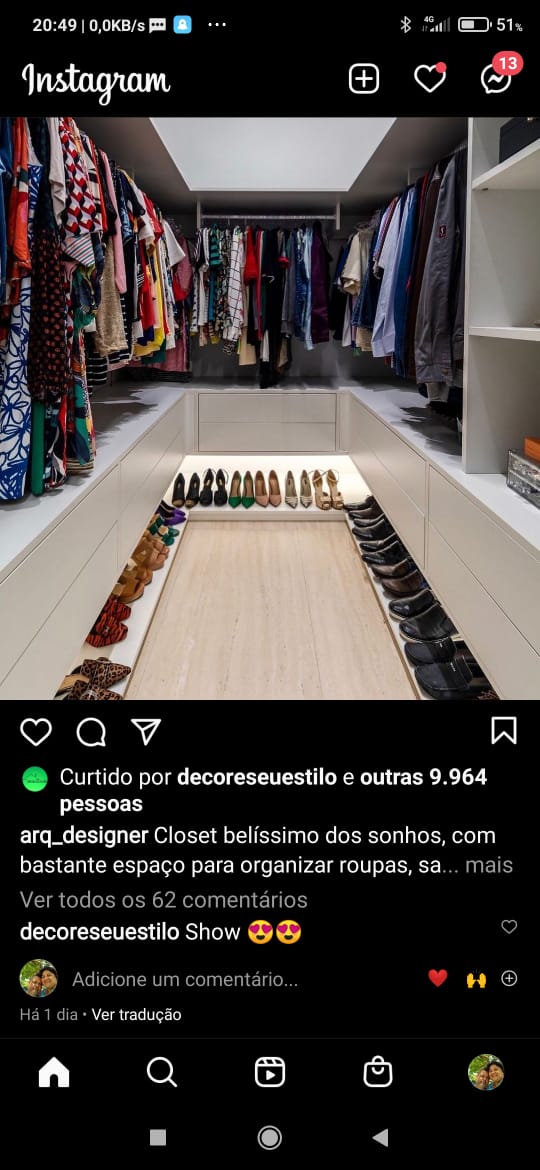 20:49 | 0,0KB/s ... 4G 51%
Instagram
13
Curtido por decoreseuestilo e outras 9.964
pessoas
arq_designer Closet belíssimo dos sonhos, com
bastante espaço para organizar roupas, sa... mais
Ver todos os 62 comentários
decoreseuestilo Show 😍😍
Adicione um comentário...
Há 1 dia • Ver tradução